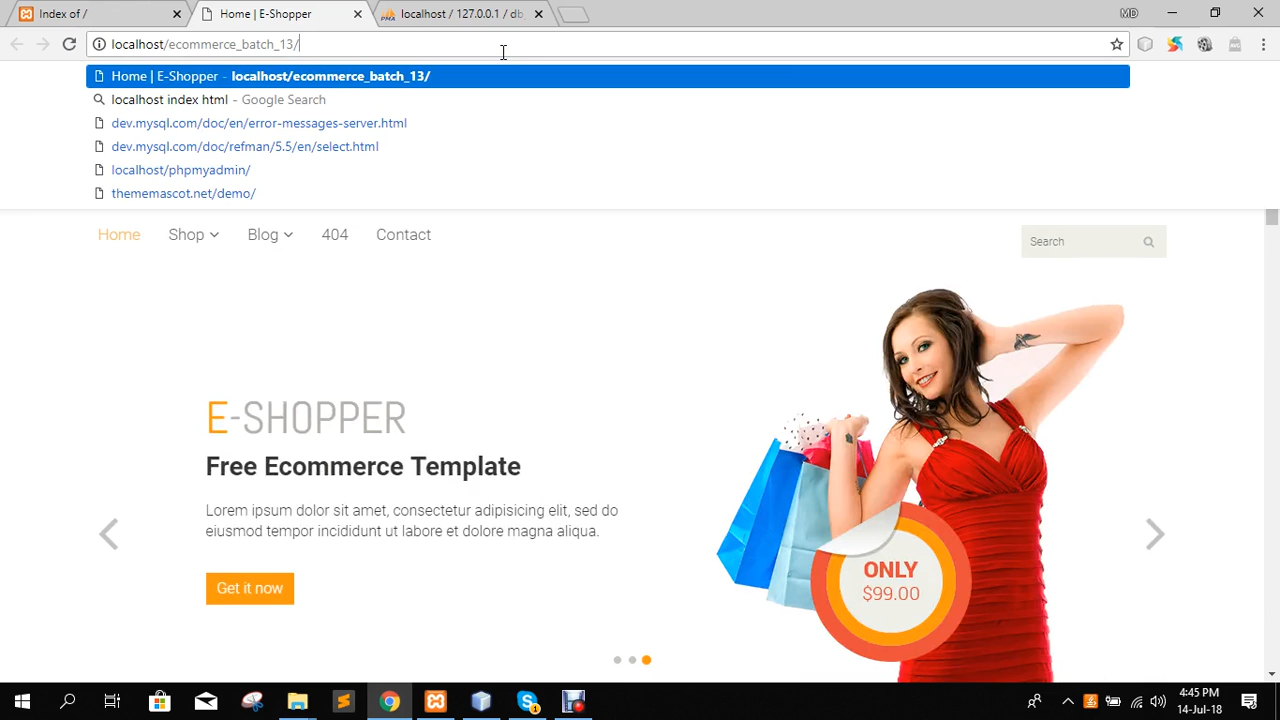 Index of /
Home | E-Shopper
PMA
localhost / 127.0.0.1 / db
MD
localhost/ecommerce_batch_13/
Home | E-Shopper - localhost/ecommerce_batch_13/
localhost index html - Google Search
dev.mysql.com/doc/en/error-messages-server.html
dev.mysql.com/doc/refman/5.5/en/select.html
localhost/phpmyadmin/
thememascot.net/demo/
Home Shop Blog 404 Contact
Search
E-SHOPPER
Free Ecommerce Template
Lorem ipsum dolor sit amet, consectetur adipisicing elit, sed do
eiusmod tempor incididunt ut labore et dolore magna aliqua.
Get it now
ONLY
$99.00
4:45 PM
14-Jul-18